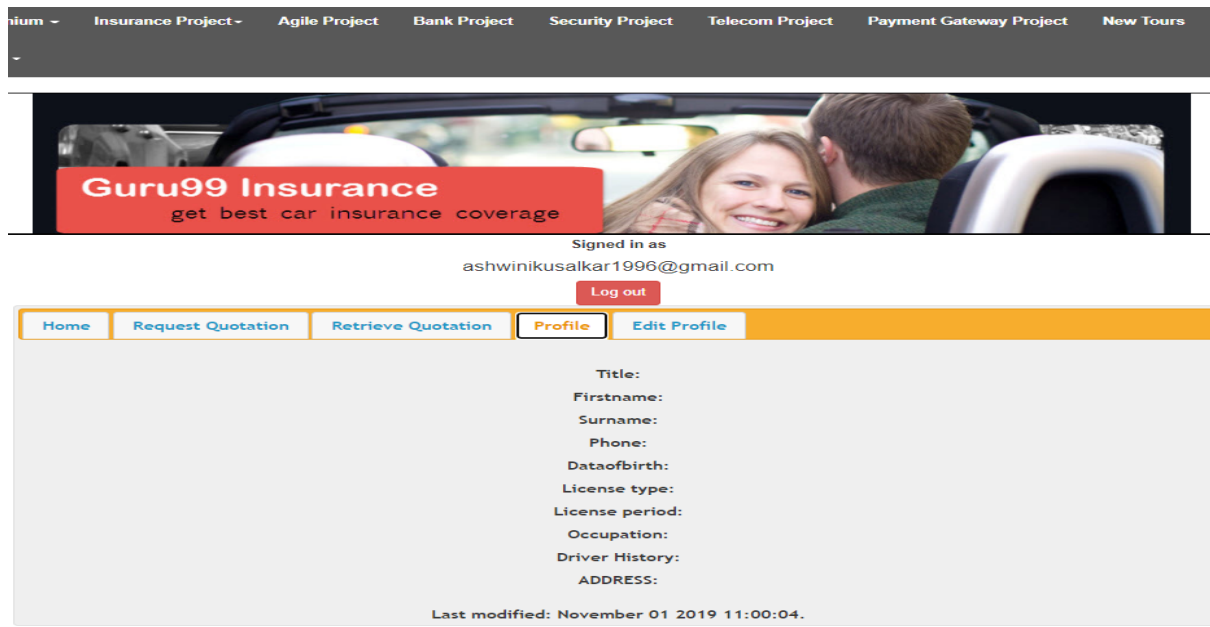 nium Insurance Project Agile Project Bank Project Security Project Telecom Project Payment Gateway Project New Tours
Guru99 Insurance
get best car insurance coverage
Signed in as
ashwinikusalkar1996@gmail.com
Log out
Home Request Quotation Retrieve Quotation Profile Edit Profile
Title:
Firstname:
Surname:
Phone:
Dataofbirth:
License type:
License period:
Occupation:
Driver History:
ADDRESS:
Last modified: November 01 2019 11:00:04.